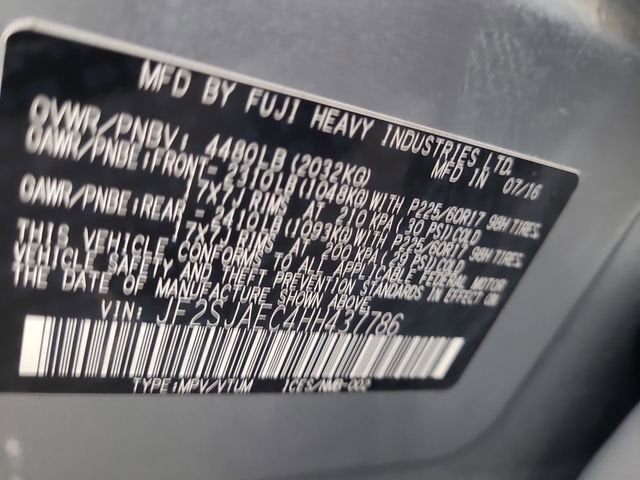 MFD BY FUJI HEAVY INDUSTRIES LTD.
GVWR/PNBV: 4480LB (2032KG) MFD IN 07/16
GAWR/PNBE:FRONT- 2310LB(1048KG)WITH P225/60R17 98H TIRES
17X7J RIMS AT 210 KPA(30 PSI)COLD
GAWR/PNBE:REAR - 2410LB(1093KG)WITH P225/60R17 98H TIRES
17X7J RIMS AT 200 KPA(29 PSI)COLD
THIS VEHICLE CONFORMS TO ALL APPLICABLE FEDERAL MOTOR
VEHICLE SAFETY AND THEFT PREVENTION STANDARDS IN EFFECT ON
THE DATE OF MANUFACTURE SHOWN ABOVE.
VIN: JF2SJAEC4HH437786
TYPE:MPV/VTUM ICES/NMB-002